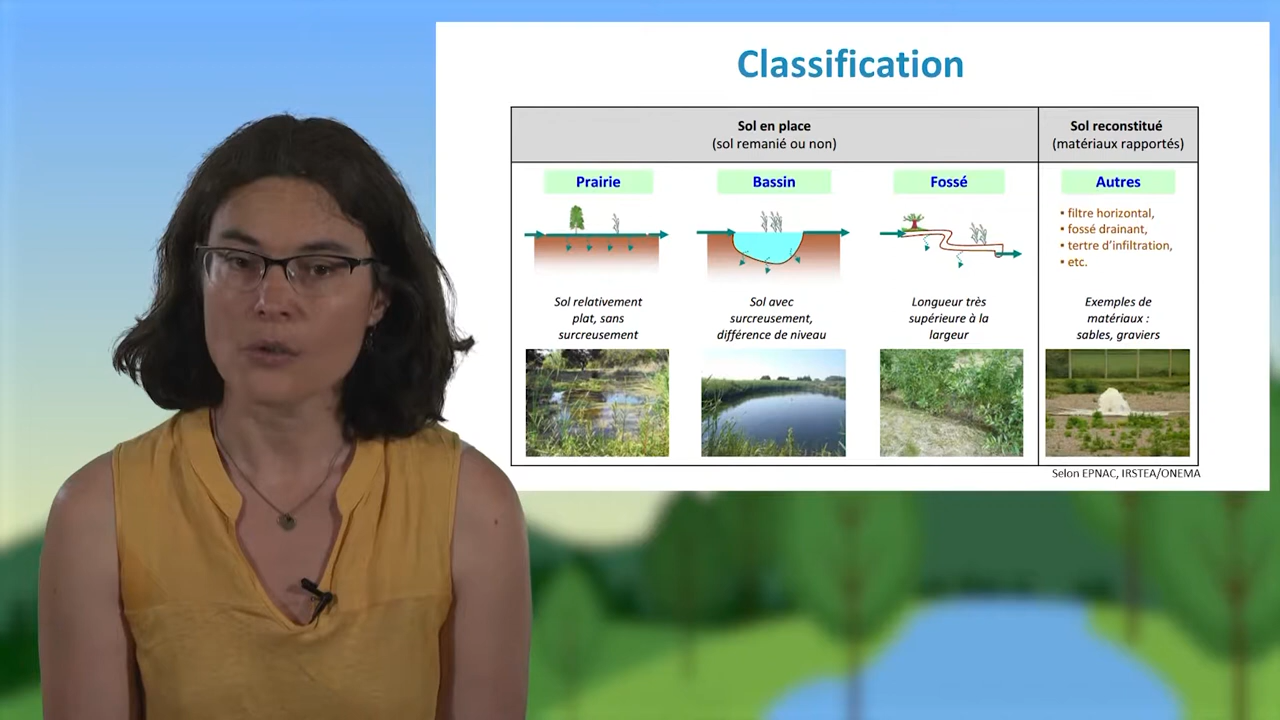 Classification
Sol en place
(sol remanié ou non)
Sol reconstitué
(matériaux rapportés)
Prairie
Bassin
Fossé
Autres
• filtre horizontal,
• fossé drainant,
• tertre d'infiltration,
• etc.
Sol relativement
plat, sans
surcreusement
Sol avec
surcreusement,
différence de niveau
Longueur très
supérieure à la
largeur
Exemples de
matériaux :
sables, graviers
Selon EPNAC, IRSTEA/ONEMA